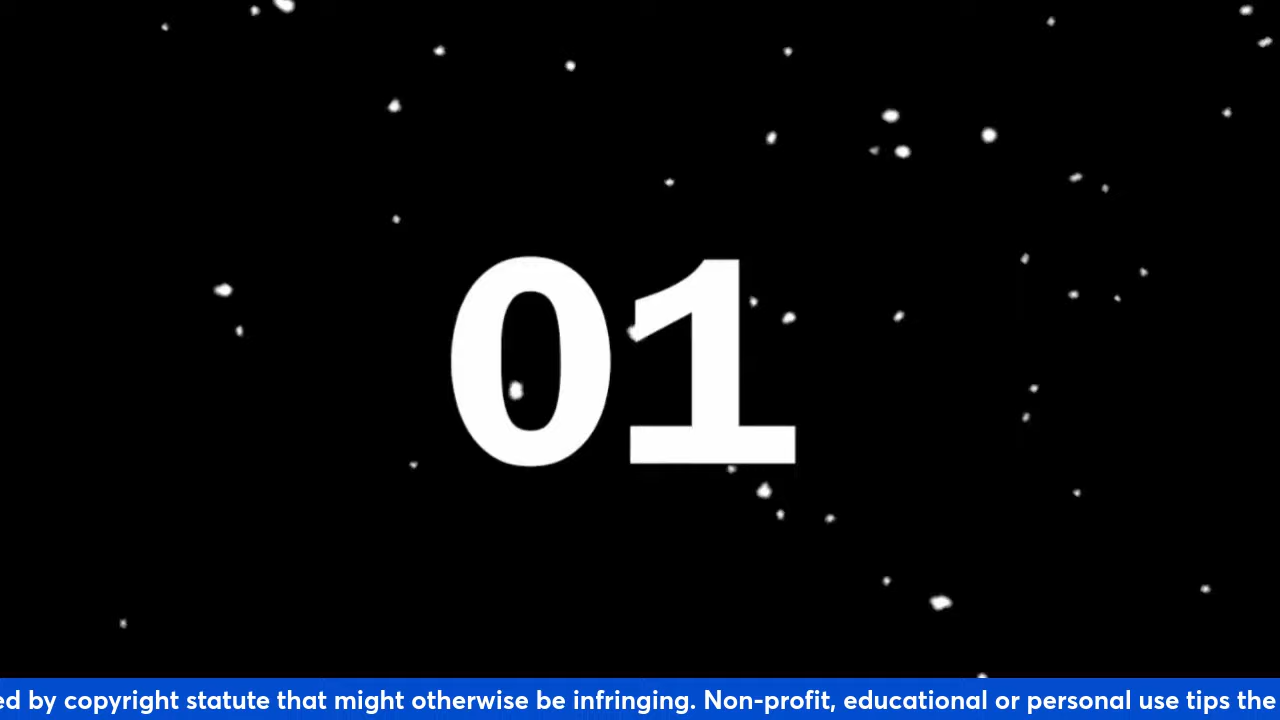 01
ed by copyright statute that might otherwise be infringing. Non-profit, educational or personal use tips the